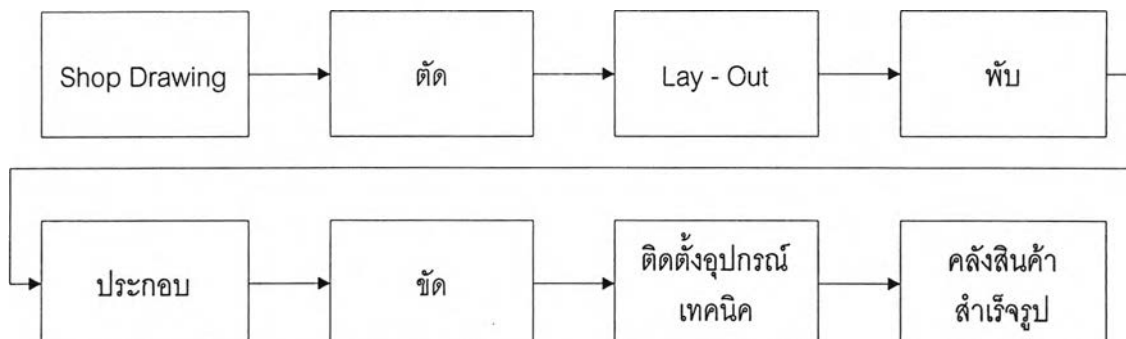 Shop Drawing
ตัด
Lay - Out
พับ
ประกอบ
ขัด
ติดตั้งอุปกรณ์
เทคนิค
คลังสินค้า
สำเร็จรูป